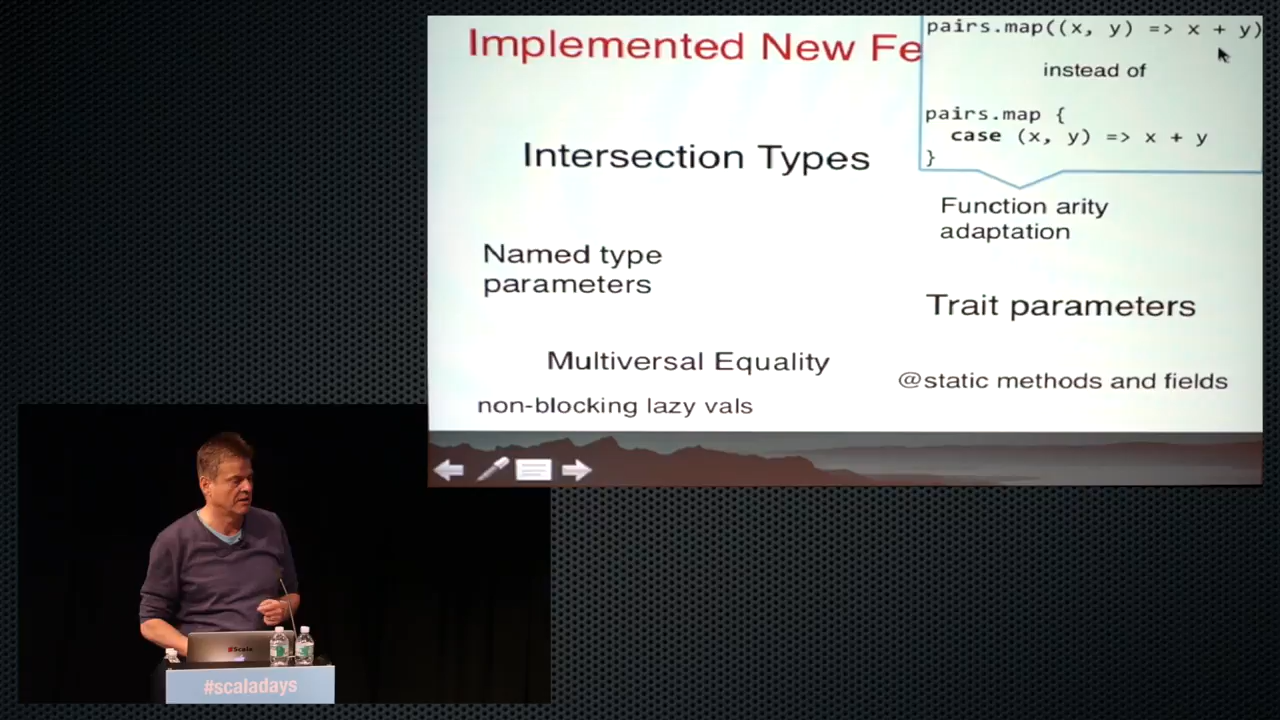 Implemented New Fe
pairs.map((x, y) => x + y)
instead of
pairs.map {
case (x, y) => x + y
}
Intersection Types
Function arity
adaptation
Named type
parameters
Trait parameters
Multiversal Equality
@static methods and fields
non-blocking lazy vals
#Scala
#scaladays